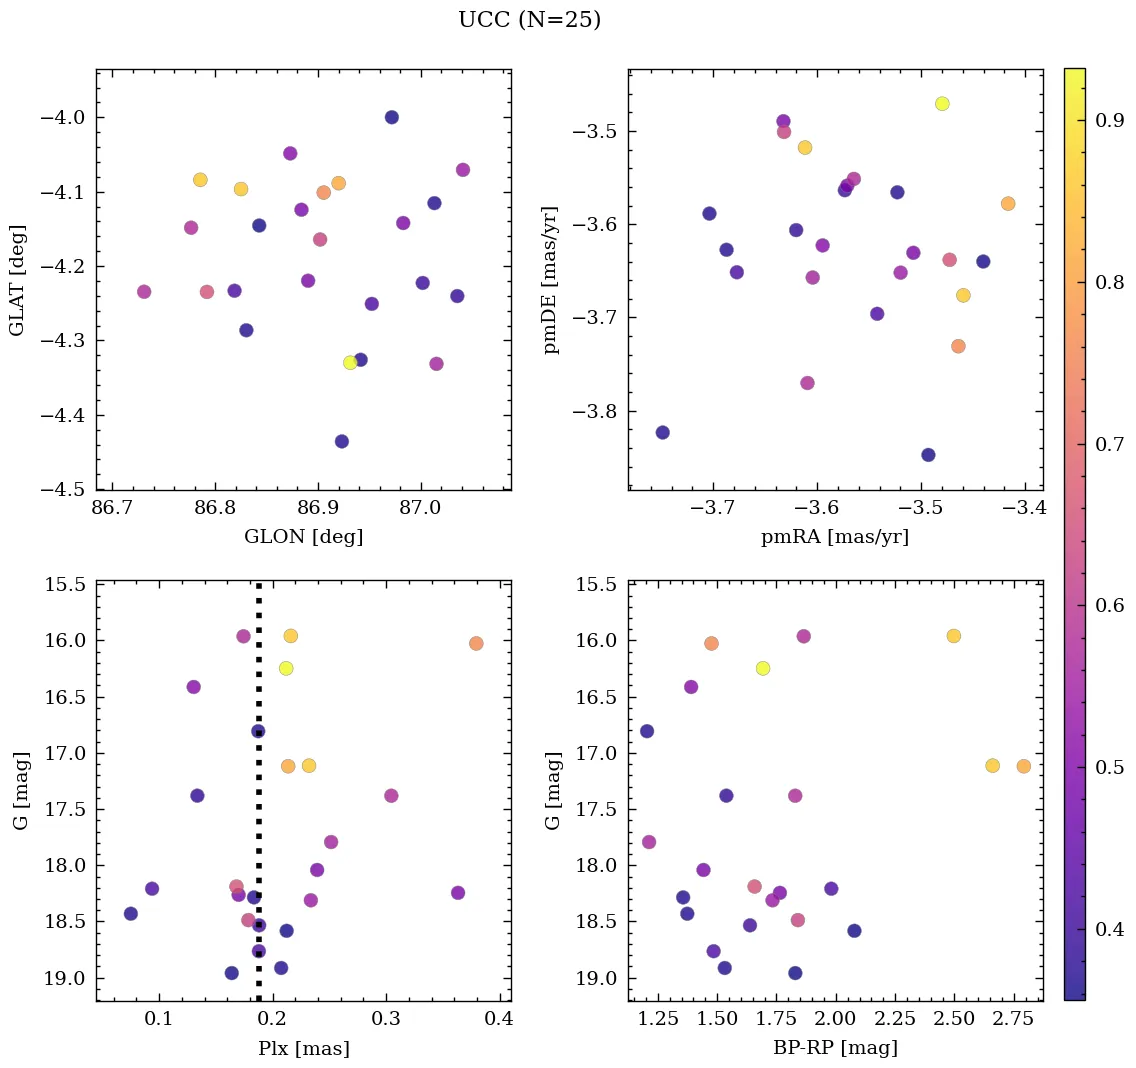 UCC (N=25)
−4.0
−4.1
−4.2
−4.3
−4.4
−4.5
GLAT [deg]
86.7 86.8 86.9 87.0
GLON [deg]
−3.5
−3.6
−3.7
−3.8
pmDE [mas/yr]
−3.7 −3.6 −3.5 −3.4
pmRA [mas/yr]
0.9
0.8
0.7
0.6
0.5
0.4
15.5
16.0
16.5
17.0
17.5
18.0
18.5
19.0
G [mag]
0.1 0.2 0.3 0.4
Plx [mas]
15.5
16.0
16.5
17.0
17.5
18.0
18.5
19.0
G [mag]
1.25 1.50 1.75 2.00 2.25 2.50 2.75
BP-RP [mag]